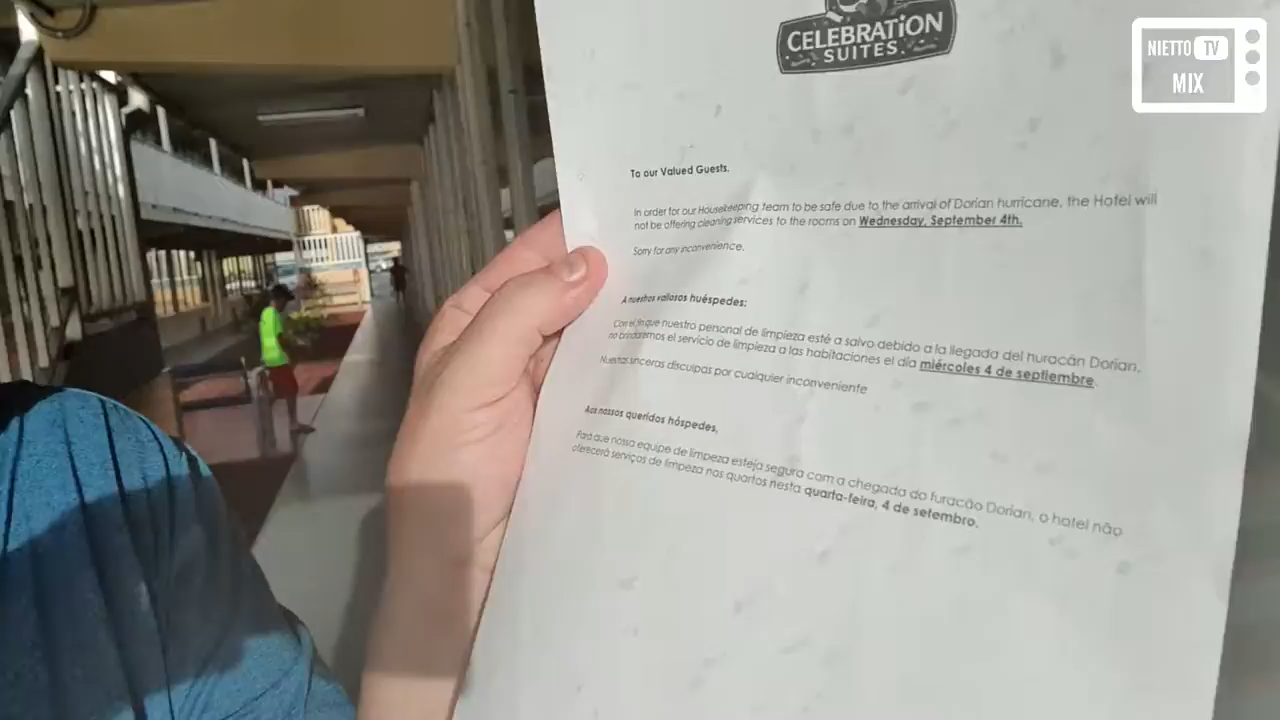 NIETTO TV
MIX
CELEBRATiON
SUITES.
To our Valued Guests.
In order for our Housekeeping team to be safe due to the arrival of Dorian hurricane, the Hotel will
not be offering cleaning services to the rooms on Wednesday, September 4th.
Sorry for any inconvenience.
A nuestros valiosos huéspedes:
Con el fin que nuestro personal de limpieza esté a salvo debido a la llegada del huracán Dorian,
no brindaremos el servicio de limpieza a las habitaciones el día miércoles 4 de septiembre.
Nuestras sinceras disculpas por cualquier inconveniente
Aos nossos queridos hóspedes,
Para que nossa equipe de limpeza esteja segura com a chegada do furacão Dorian, o hotel não
oferecerá serviços de limpeza nos quartos nesta quarta-feira, 4 de setembro.